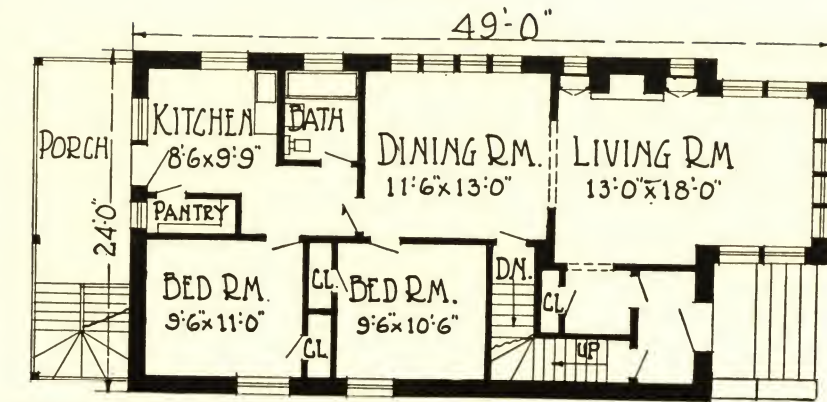 49'-0"
KITCHEN
8'6x9'9"
BATH
PORCH
DINING RM.
11'6"x13'0"
LIVING RM
13'0"x18'0"
PANTRY
24'0"
BED RM.
9'6"x11'0"
CL.
CL
BED RM.
9'6"x10'6"
DN.
CL
UP